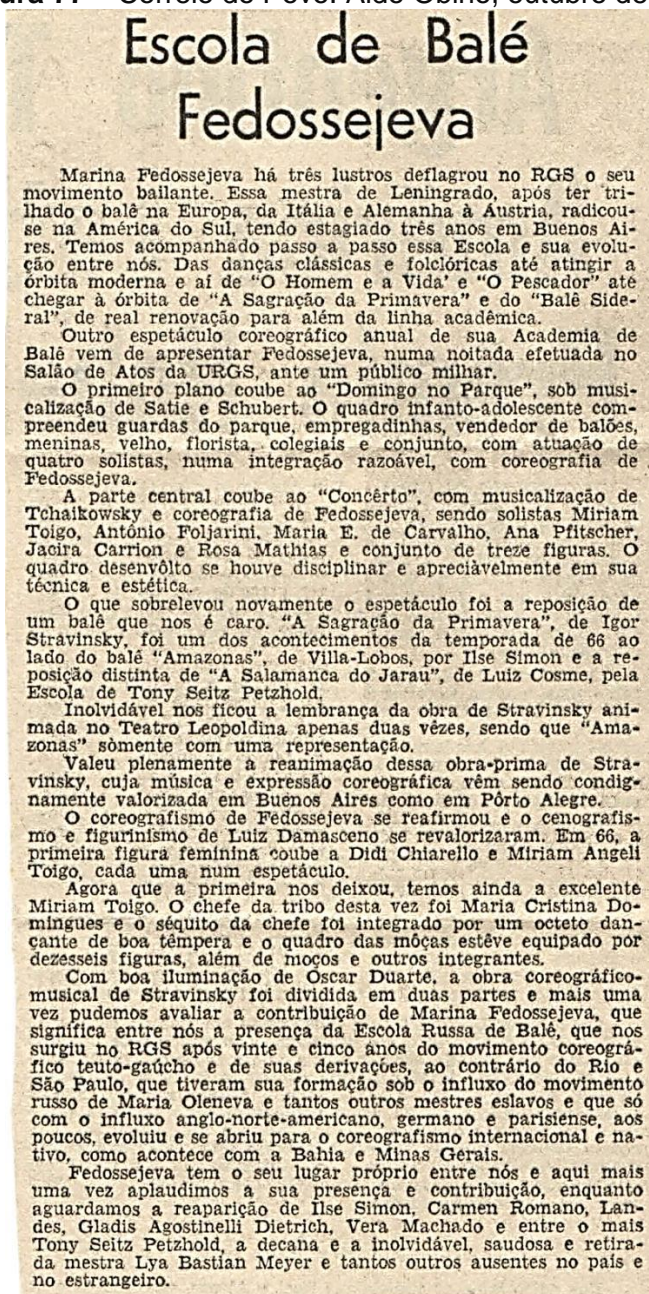 Correio do Povo. Aldo Obino, outubro de
Escola de Balé
Fedossejeva
Marina Fedossejeva há três lustros deflagrou no RGS o seu
movimento bailante. Essa mestra de Leningrado, após ter tri-
lhado o balê na Europa, da Itália e Alemanha à Áustria, radicou-
se na América do Sul, tendo estagiado três anos em Buenos Ai-
res. Temos acompanhado passo a passo essa Escola e sua evolu-
ção entre nós. Das danças clássicas e folclóricas até atingir a
órbita moderna e aí de "O Homem e a Vida' e "O Pescador" até
chegar à órbita de "A Sagração da Primavera" e do "Balê Side-
ral", de real renovação para além da linha acadêmica.
Outro espetáculo coreográfico anual de sua Academia de
Balê vem de apresentar Fedossejeva, numa noitada efetuada no
Salão de Atos da URGS, ante um público milhar.
O primeiro plano coube ao "Domingo no Parque", sob musi-
calização de Satie e Schubert. O quadro infanto-adolescente com-
preendeu guardas do parque, empregadinhas, vendedor de balões,
meninas, velho, florista, colegiais e conjunto, com atuação de
quatro solistas, numa integração razoável, com coreografia de
Fedossejeva.
A parte central coube ao "Concêrto", com musicalização de
Tchaikowsky e coreografia de Fedossejeva, sendo solistas Miriam
Toigo, Antônio Foljarini, Maria E. de Carvalho, Ana Pfitscher,
Jacira Carrion e Rosa Mathias e conjunto de treze figuras. O
quadro desenvôlto se houve disciplinar e apreciàvelmente em sua
técnica e estética.
O que sobrelevou novamente o espetáculo foi a reposição de
um balê que nos é caro. "A Sagração da Primavera", de Igor
Stravinsky, foi um dos acontecimentos da temporada de 66 ao
lado do balê "Amazonas", de Villa-Lobos, por Ilse Simon e a re-
posição distinta de "A Salamanca do Jarau", de Luiz Cosme, pela
Escola de Tony Seitz Petzhold.
Inolvidável nos ficou a lembrança da obra de Stravinsky ani-
mada no Teatro Leopoldina apenas duas vêzes, sendo que "Ama-
zonas" sòmente com uma representação.
Valeu plenamente a reanimação dessa obra-prima de Stra-
vinsky, cuja música e expressão coreográfica vêm sendo condig-
namente valorizada em Buenos Aires como em Pôrto Alegre.
O coreografismo de Fedossejeva se reafirmou e o cenografis-
mo e figurinismo de Luiz Damasceno se revalorizaram. Em 66, a
primeira figura feminina coube a Didi Chiarello e Miriam Angeli
Toigo, cada uma num espetáculo.
Agora que a primeira nos deixou, temos ainda a excelente
Miriam Toigo. O chefe da tribo desta vez foi Maria Cristina Do-
mingues e o séquito da chefe foi integrado por um octeto dan-
çante de boa têmpera e o quadro das môças estêve equipado por
dezesseis figuras, além de moços e outros integrantes.
Com boa iluminação de Oscar Duarte, a obra coreográfico-
musical de Stravinsky foi dividida em duas partes e mais uma
vez pudemos avaliar a contribuição de Marina Fedossejeva, que
significa entre nós a presença da Escola Russa de Balê, que nos
surgiu no RGS após vinte e cinco anos do movimento coreográ-
fico teuto-gaúcho e de suas derivações, ao contrário do Rio e
São Paulo, que tiveram sua formação sob o influxo do movimento
russo de Maria Oleneva e tantos outros mestres eslavos e que só
com o influxo anglo-norte-americano, germano e parisiense, aos
poucos, evoluiu e se abriu para o coreografismo internacional e na-
tivo, como acontece com a Bahia e Minas Gerais.
Fedossejeva tem o seu lugar próprio entre nós e aqui mais
uma vez aplaudimos a sua presença e contribuição, enquanto
aguardamos a reaparição de Ilse Simon, Carmen Romano, Lan-
des, Gladis Agostinelli Dietrich, Vera Machado e entre o mais
Tony Seitz Petzhold, a decana e a inolvidável, saudosa e retira-
da mestra Lya Bastian Meyer e tantos outros ausentes no país e
no estrangeiro.